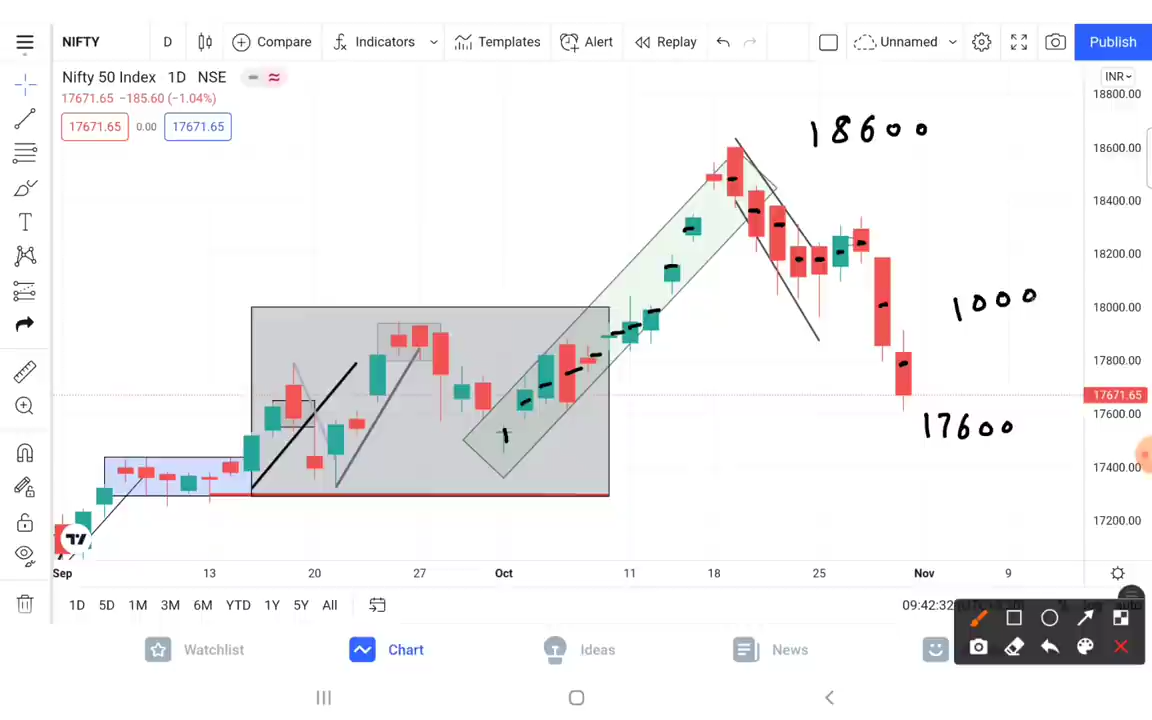 NIFTY D Compare Indicators Templates Alert Replay Unnamed Publish
Nifty 50 Index 1D NSE
INR
17671.65 −185.60 (−1.04%)
17671.65 0.00 17671.65
18800.00
18600.00
18400.00
18200.00
18000.00
17800.00
17671.65
17600.00
17400.00
17200.00
18600
1000
17600
TV
Sep 13 20 27 Oct 11 18 25 Nov 9
1D 5D 1M 3M 6M YTD 1Y 5Y All
09:42:32
auto
Watchlist Chart Ideas News